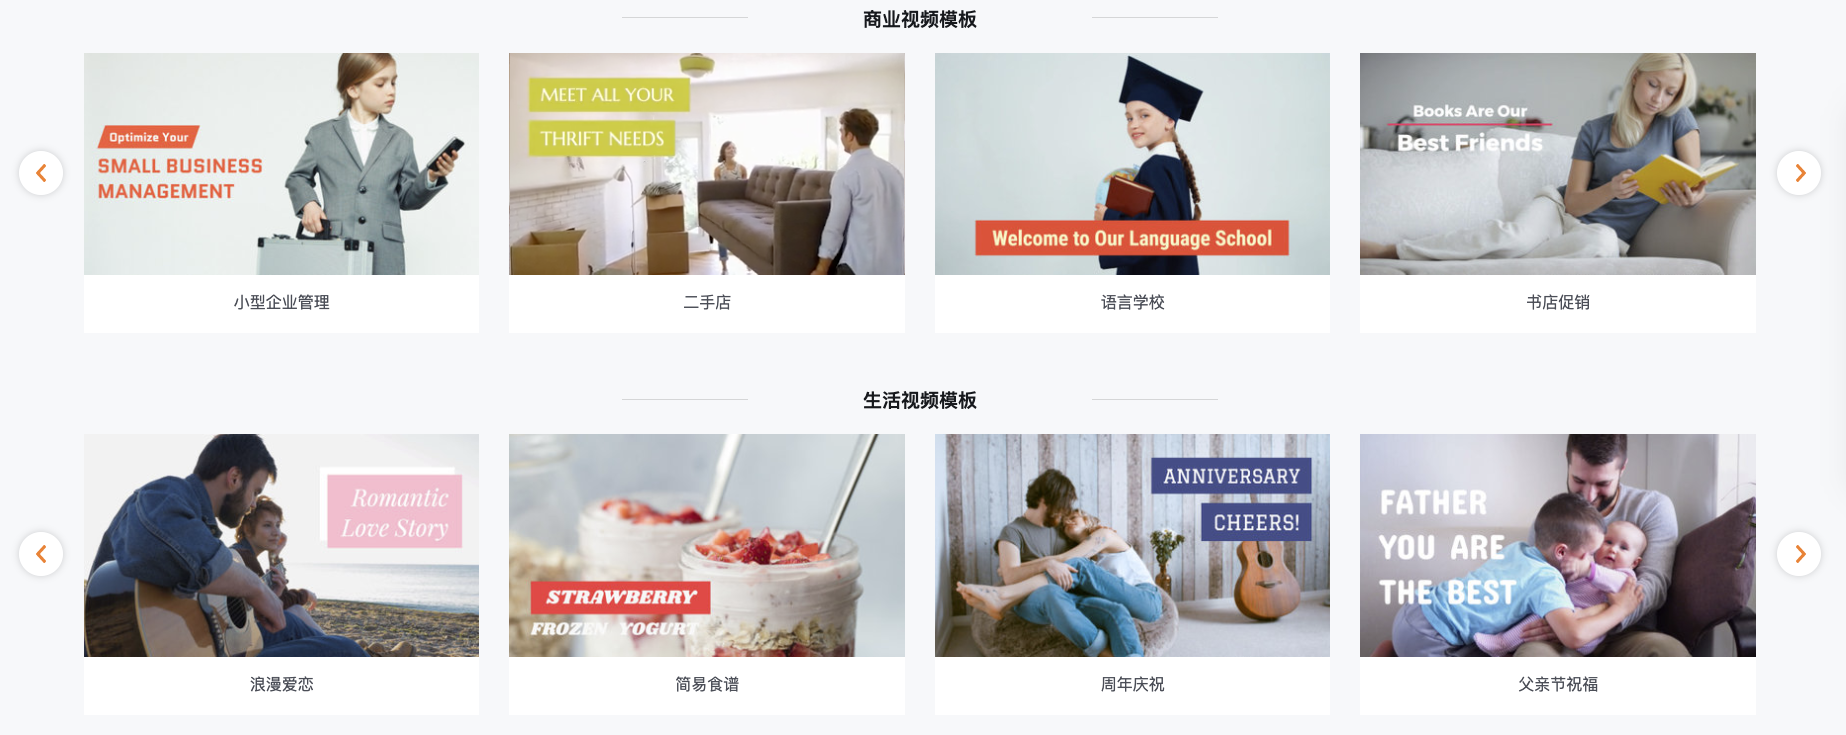 商业视频模板
Optimize Your
SMALL BUSINESS
MANAGEMENT
MEET ALL YOUR
THRIFT NEEDS
Welcome to Our Language School
Books Are Our
Best Friends
小型企业管理
二手店
语言学校
书店促销
生活视频模板
Romantic
Love Story
STRAWBERRY
FROZEN YOGURT
ANNIVERSARY
CHEERS!
FATHER
YOU ARE
THE BEST
浪漫爱恋
简易食谱
周年庆祝
父亲节祝福